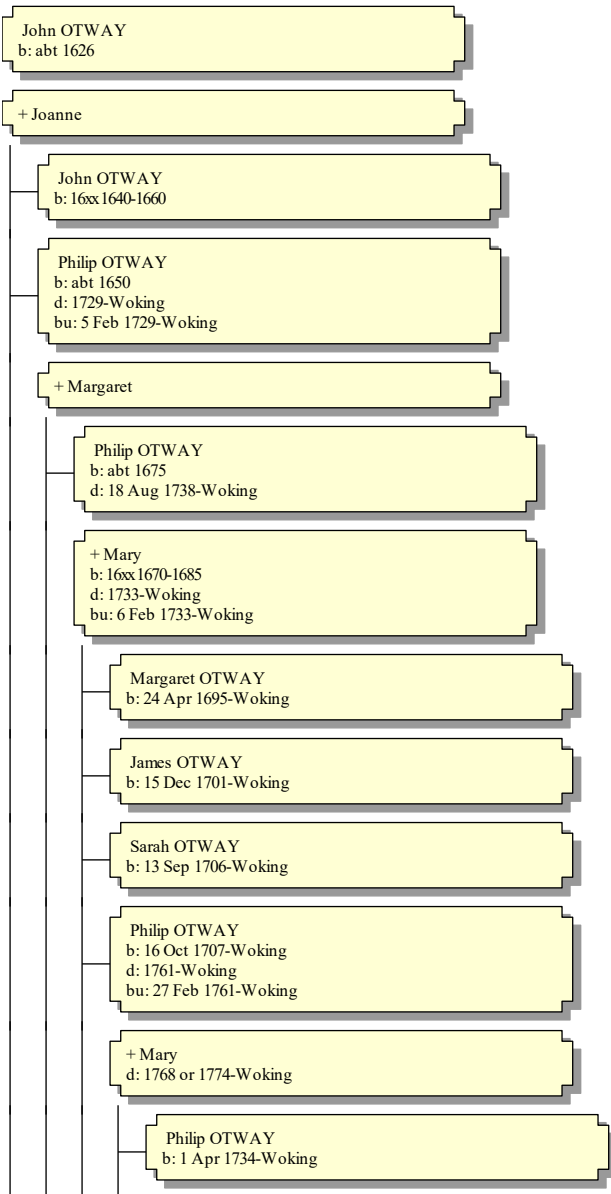 John OTWAY
b: abt 1626
+ Joanne
John OTWAY
b: 16xx 1640-1660
Philip OTWAY
b: abt 1650
d: 1729-Woking
bu: 5 Feb 1729-Woking
+ Margaret
Philip OTWAY
b: abt 1675
d: 18 Aug 1738-Woking
+ Mary
b: 16xx 1670-1685
d: 1733-Woking
bu: 6 Feb 1733-Woking
Margaret OTWAY
b: 24 Apr 1695-Woking
James OTWAY
b: 15 Dec 1701-Woking
Sarah OTWAY
b: 13 Sep 1706-Woking
Philip OTWAY
b: 16 Oct 1707-Woking
d: 1761-Woking
bu: 27 Feb 1761-Woking
+ Mary
d: 1768 or 1774-Woking
Philip OTWAY
b: 1 Apr 1734-Woking